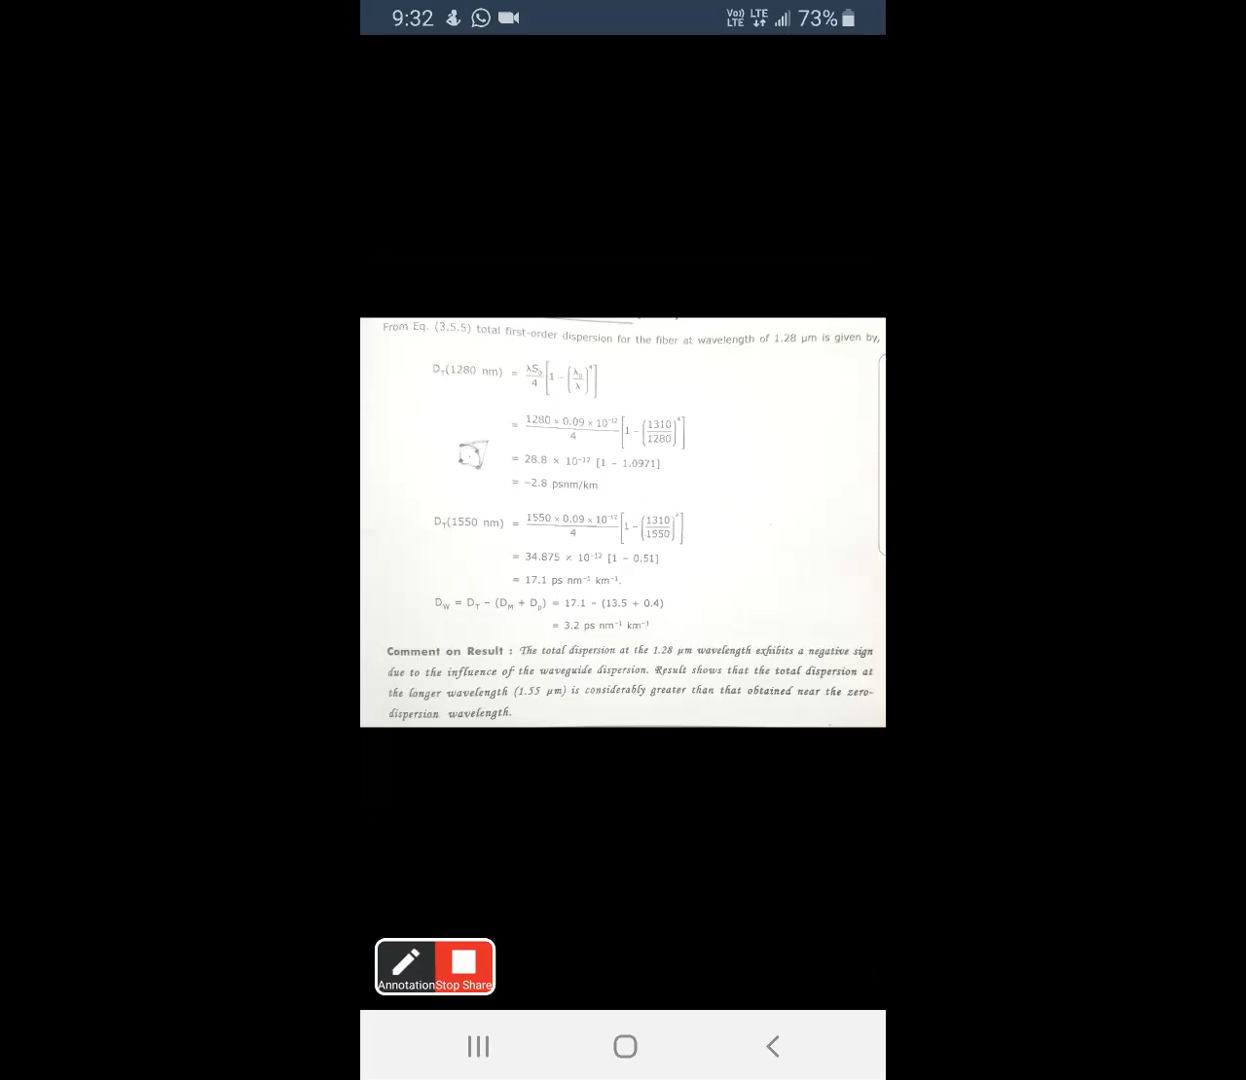 9:32 Vo)) LTE LTE 73%
From Eq. (3.5.5) total first-order dispersion for the fiber at wavelength of 1.28 µm is given by,
D_T(1280 nm) = λS₀/4 [1 − (λ₀/λ)⁴]
= 1280 × 0.09 × 10⁻¹²/4 [1 − (1310/1280)⁴]
= 28.8 × 10⁻¹² [1 − 1.0971]
= −2.8 psnm/km
D_T(1550 nm) = 1550 × 0.09 × 10⁻¹²/4 [1 − (1310/1550)⁴]
= 34.875 × 10⁻¹² [1 − 0.51]
= 17.1 ps nm⁻¹ km⁻¹.
D_W = D_T − (D_M + D_p) = 17.1 − (13.5 + 0.4)
= 3.2 ps nm⁻¹ km⁻¹
Comment on Result : The total dispersion at the 1.28 µm wavelength exhibits a negative sign
due to the influence of the waveguide dispersion. Result shows that the total dispersion at
the longer wavelength (1.55 µm) is considerably greater than that obtained near the zero-
dispersion wavelength.
Annotation Stop Share